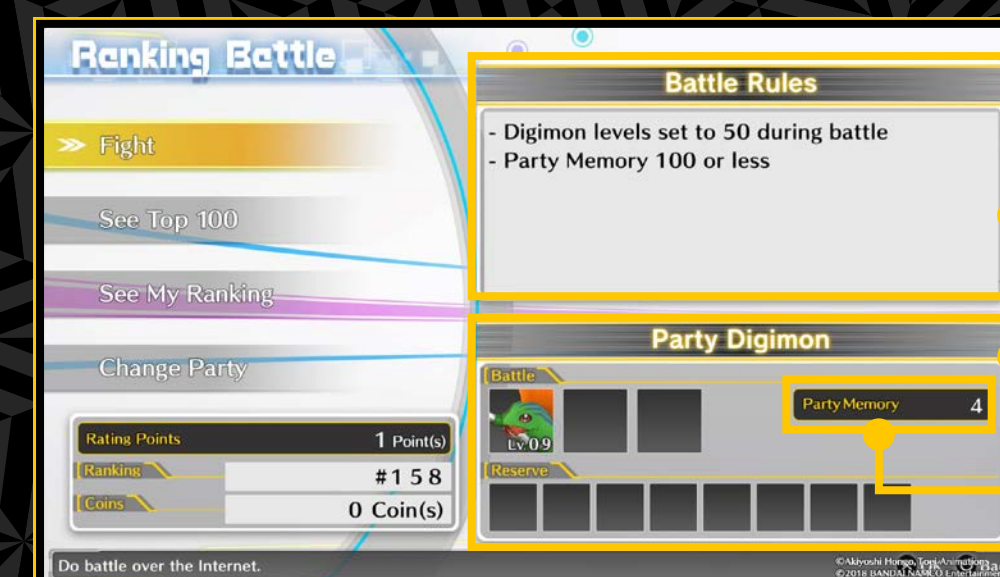 Ranking Battle
Fight
See Top 100
See My Ranking
Change Party
Rating Points 1 Point(s)
Ranking #158
Coins 0 Coin(s)
Battle Rules
- Digimon levels set to 50 during battle
- Party Memory 100 or less
Party Digimon
Battle
Party Memory 4
Lv.09
Reserve
Do battle over the Internet.
©Akiyoshi Hongo, Toei Animation
©2018 BANDAI NAMCO Entertainment